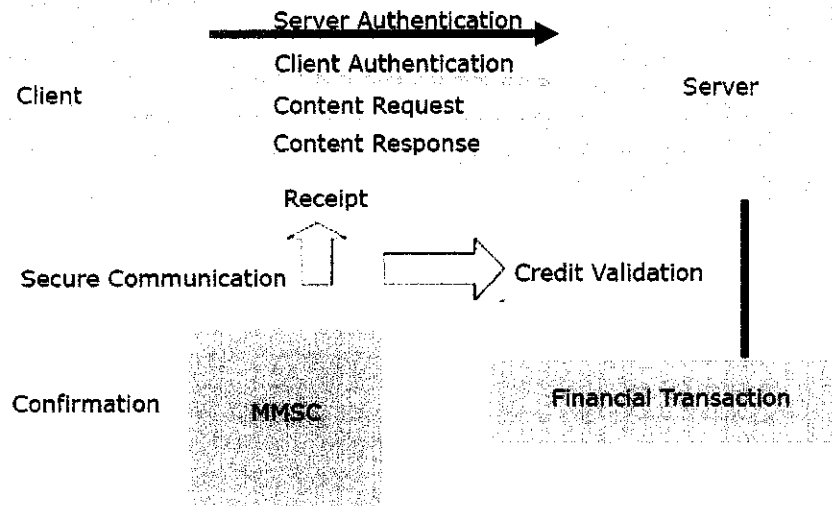 Server Authentication
Client Authentication
Client
Server
Content Request
Content Response
Receipt
Secure Communication
Credit Validation
Confirmation
MMSC
Financial Transaction